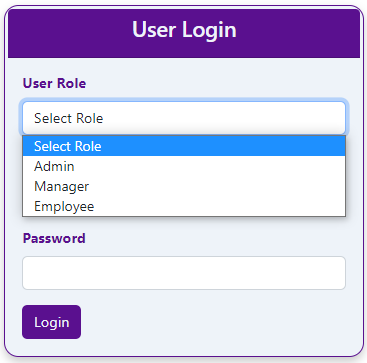 User Login
User Role
Select Role
Select Role
Admin
Manager
Employee
Password
Login